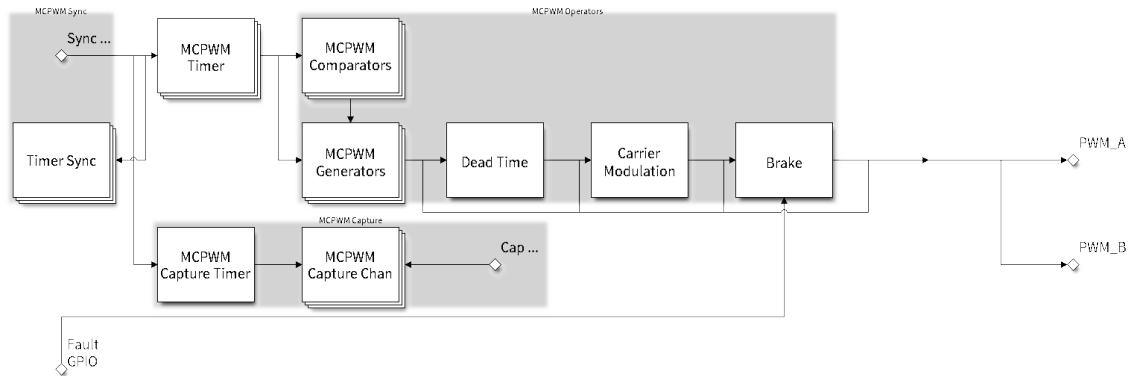 MCPWM Sync
MCPWM Operators
Sync ...
MCPWM
Timer
MCPWM
Comparators
Timer Sync
MCPWM
Generators
Dead Time
Carrier
Modulation
Brake
PWM_A
MCPWM Capture
MCPWM
Capture Timer
MCPWM
Capture Chan
Cap ...
PWM_B
Fault
GPIO